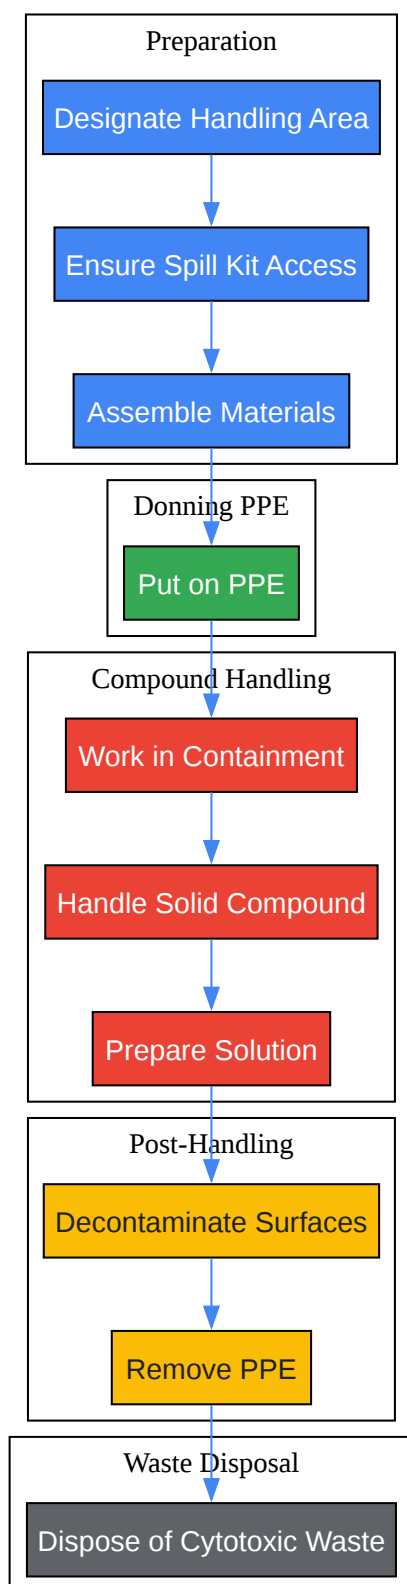 Preparation
Designate Handling Area
Ensure Spill Kit Access
Assemble Materials
Donning PPE
Put on PPE
Compound Handling
Work in Containment
Handle Solid Compound
Prepare Solution
Post-Handling
Decontaminate Surfaces
Remove PPE
Waste Disposal
Dispose of Cytotoxic Waste